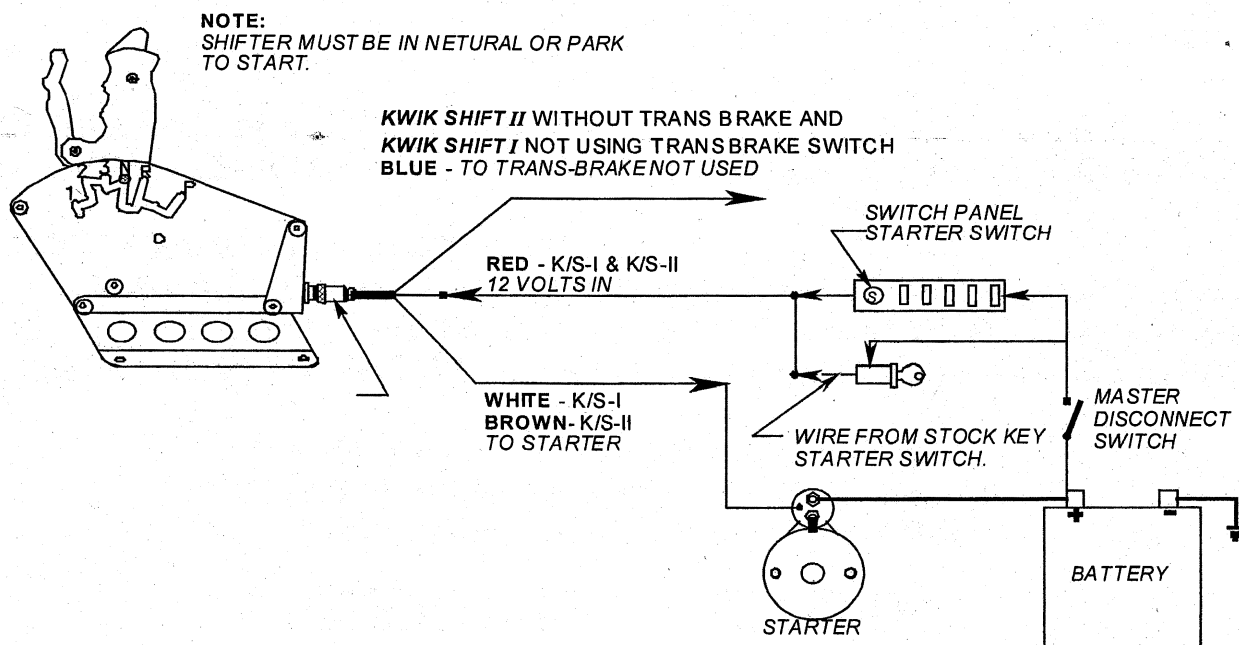 NOTE:
SHIFTER MUST BE IN NETURAL OR PARK
TO START.
KWIK SHIFT II WITHOUT TRANS BRAKE AND
KWIK SHIFT I NOT USING TRANSBRAKE SWITCH
BLUE - TO TRANS-BRAKE NOT USED
1 2 3 N R P
SWITCH PANEL
STARTER SWITCH
RED - K/S-I & K/S-II
12 VOLTS IN
S
WHITE - K/S-I
BROWN- K/S-II
TO STARTER
WIRE FROM STOCK KEY
STARTER SWITCH.
MASTER
DISCONNECT
SWITCH
+ -
BATTERY
STARTER